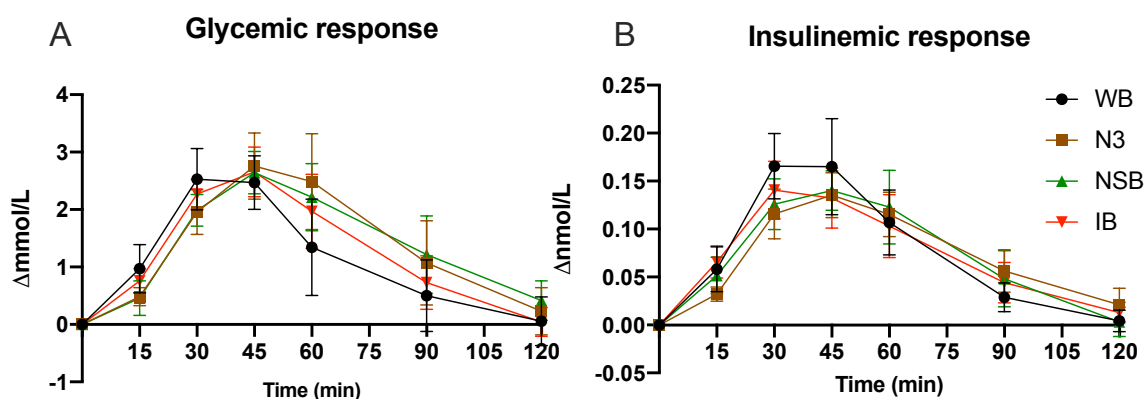 A
Glycemic response
4
3
2
1
0
-1
Δmmol/L
15 30 45 60 75 90 105 120
Time (min)
B
Insulinemic response
0.25
0.20
0.15
0.10
0.05
0.00
-0.05
Δnmol/L
15 30 45 60 75 90 105 120
Time (min)
WB
N3
NSB
IB